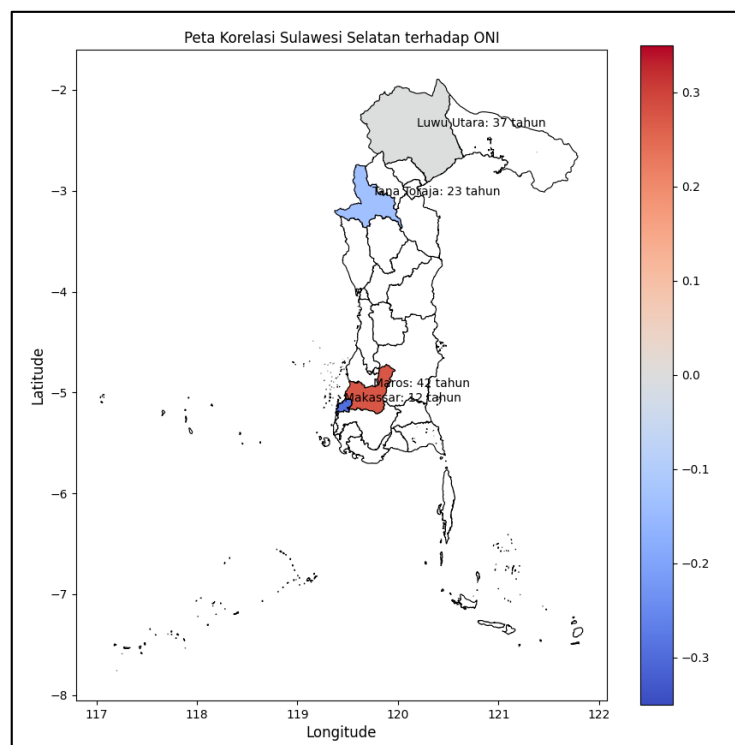 Peta Korelasi Sulawesi Selatan terhadap ONI
Luwu Utara: 37 tahun
Tana Toraja: 23 tahun
Maros: 42 tahun
Makassar: 12 tahun
Latitude
−2
−3
−4
−5
−6
−7
−8
117
118
119
120
121
122
Longitude
0.3
0.2
0.1
0.0
−0.1
−0.2
−0.3